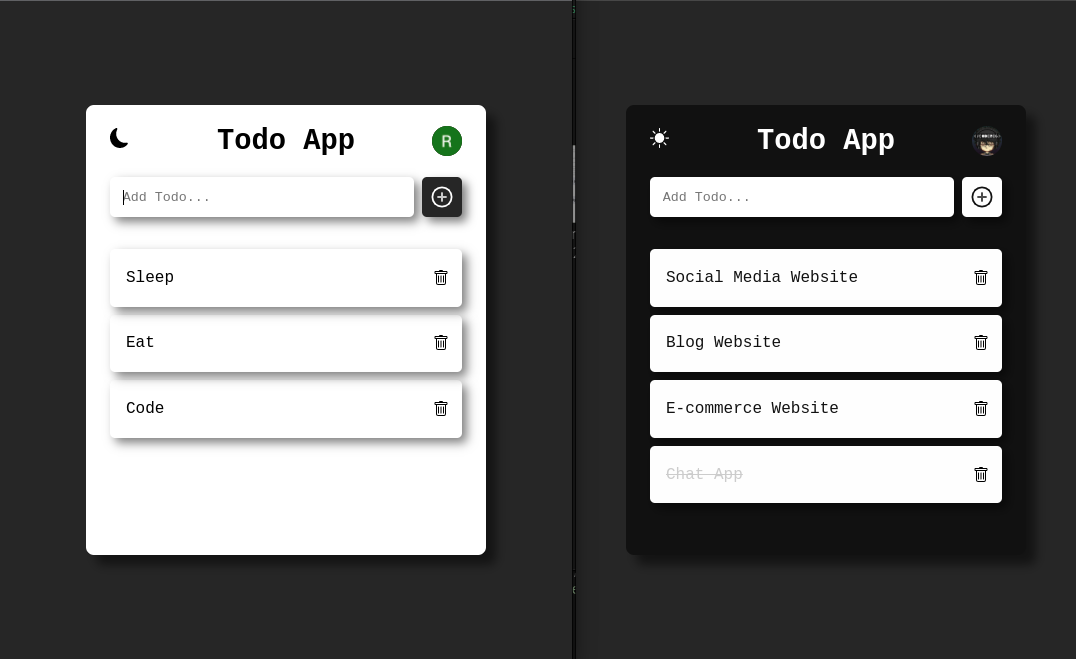 Todo App
R
Add Todo...
Sleep
Eat
Code
Todo App
Add Todo...
Social Media Website
Blog Website
E-commerce Website
Chat App